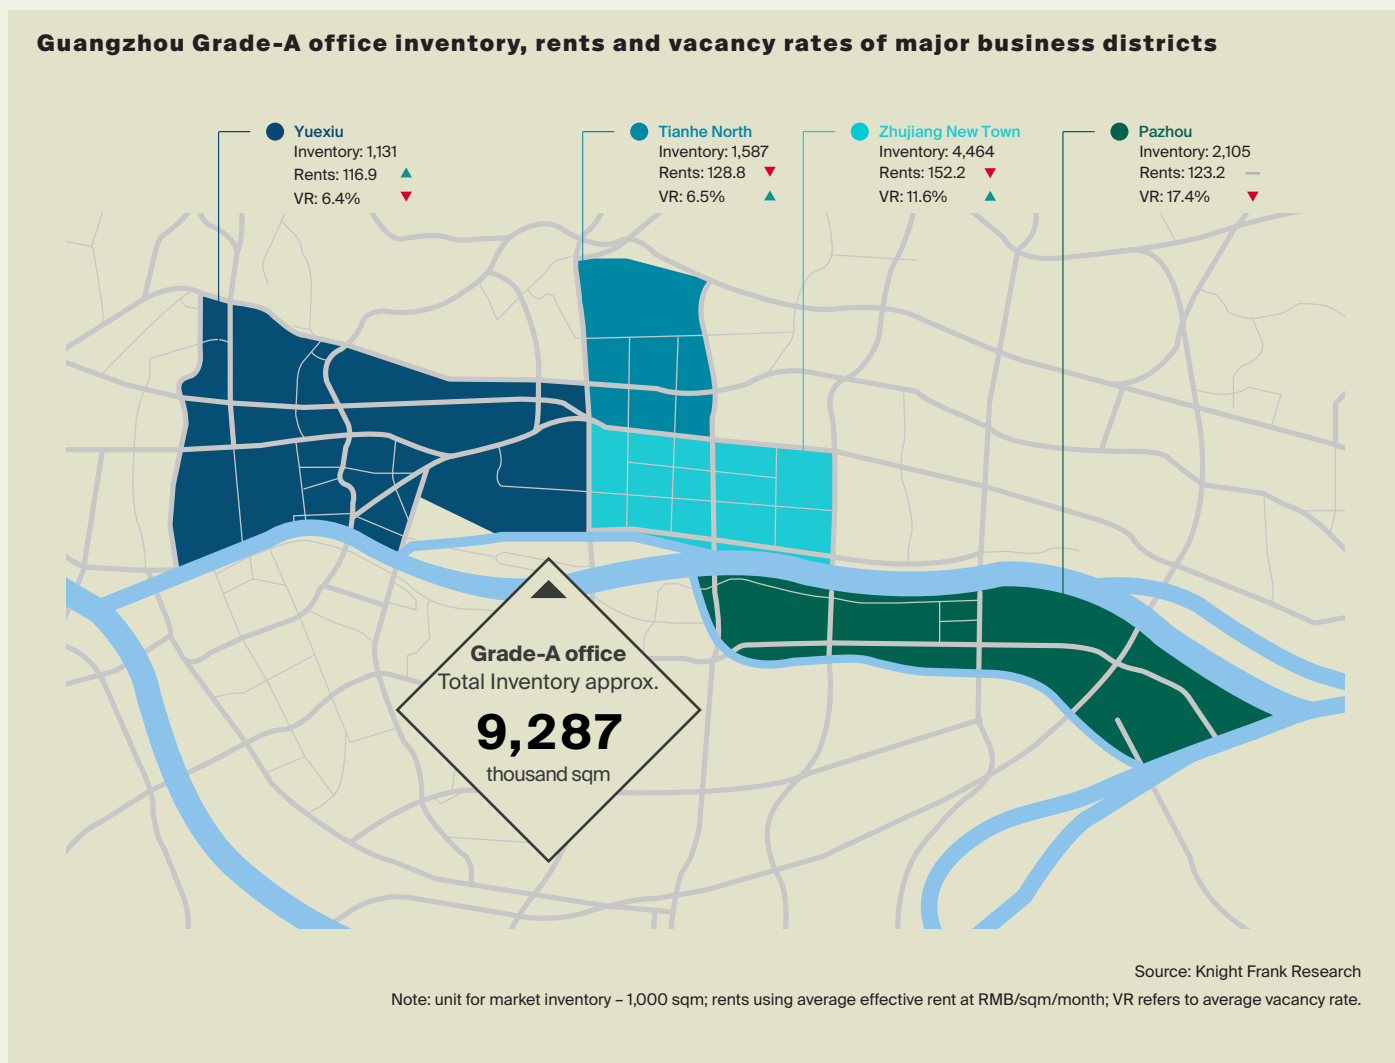 Guangzhou Grade-A office inventory, rents and vacancy rates of major business districts
Yuexiu
Inventory: 1,131
Rents: 116.9
VR: 6.4%
Tianhe North
Inventory: 1,587
Rents: 128.8
VR: 6.5%
Zhujiang New Town
Inventory: 4,464
Rents: 152.2
VR: 11.6%
Pazhou
Inventory: 2,105
Rents: 123.2
VR: 17.4%
Grade-A office
Total Inventory approx.
9,287
thousand sqm
Source: Knight Frank Research
Note: unit for market inventory – 1,000 sqm; rents using average effective rent at RMB/sqm/month; VR refers to average vacancy rate.